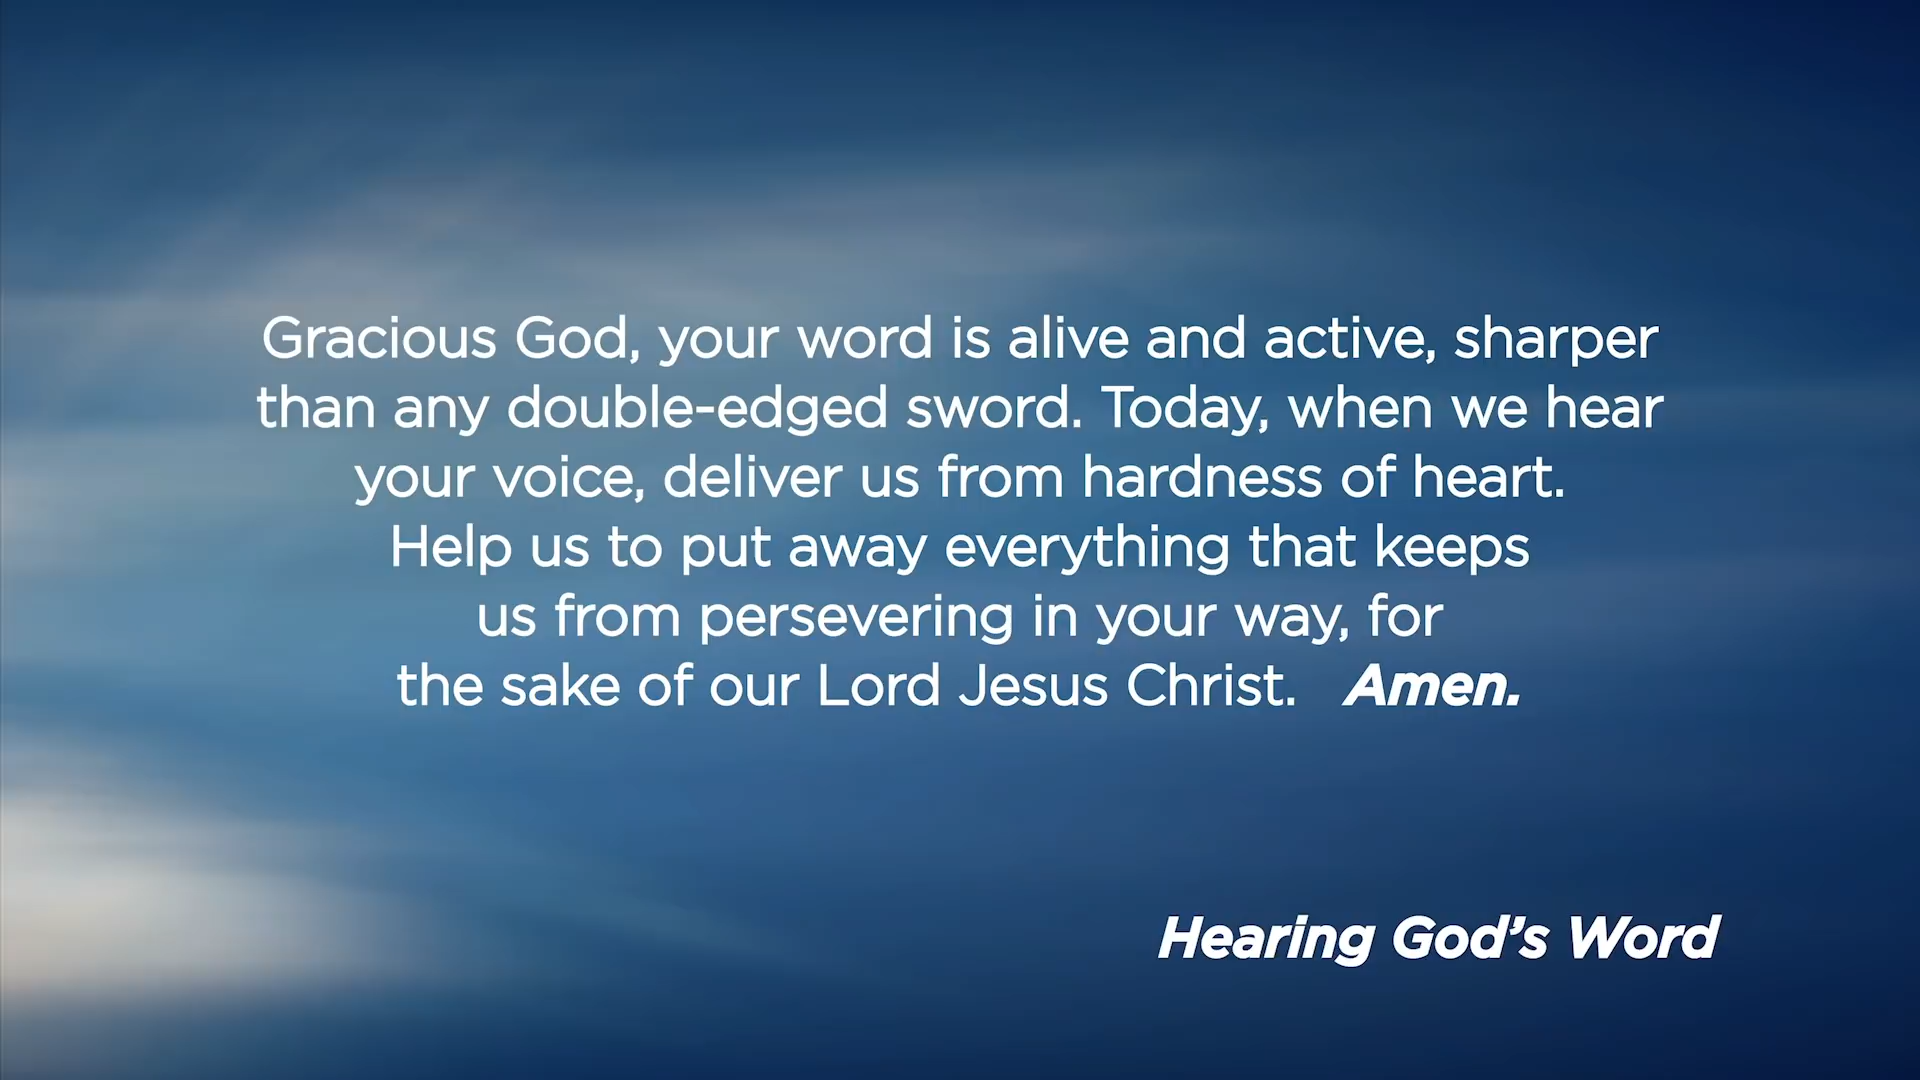 Gracious God, your word is alive and active, sharper
than any double-edged sword. Today, when we hear
your voice, deliver us from hardness of heart.
Help us to put away everything that keeps
us from persevering in your way, for
the sake of our Lord Jesus Christ. Amen.
Hearing God’s Word